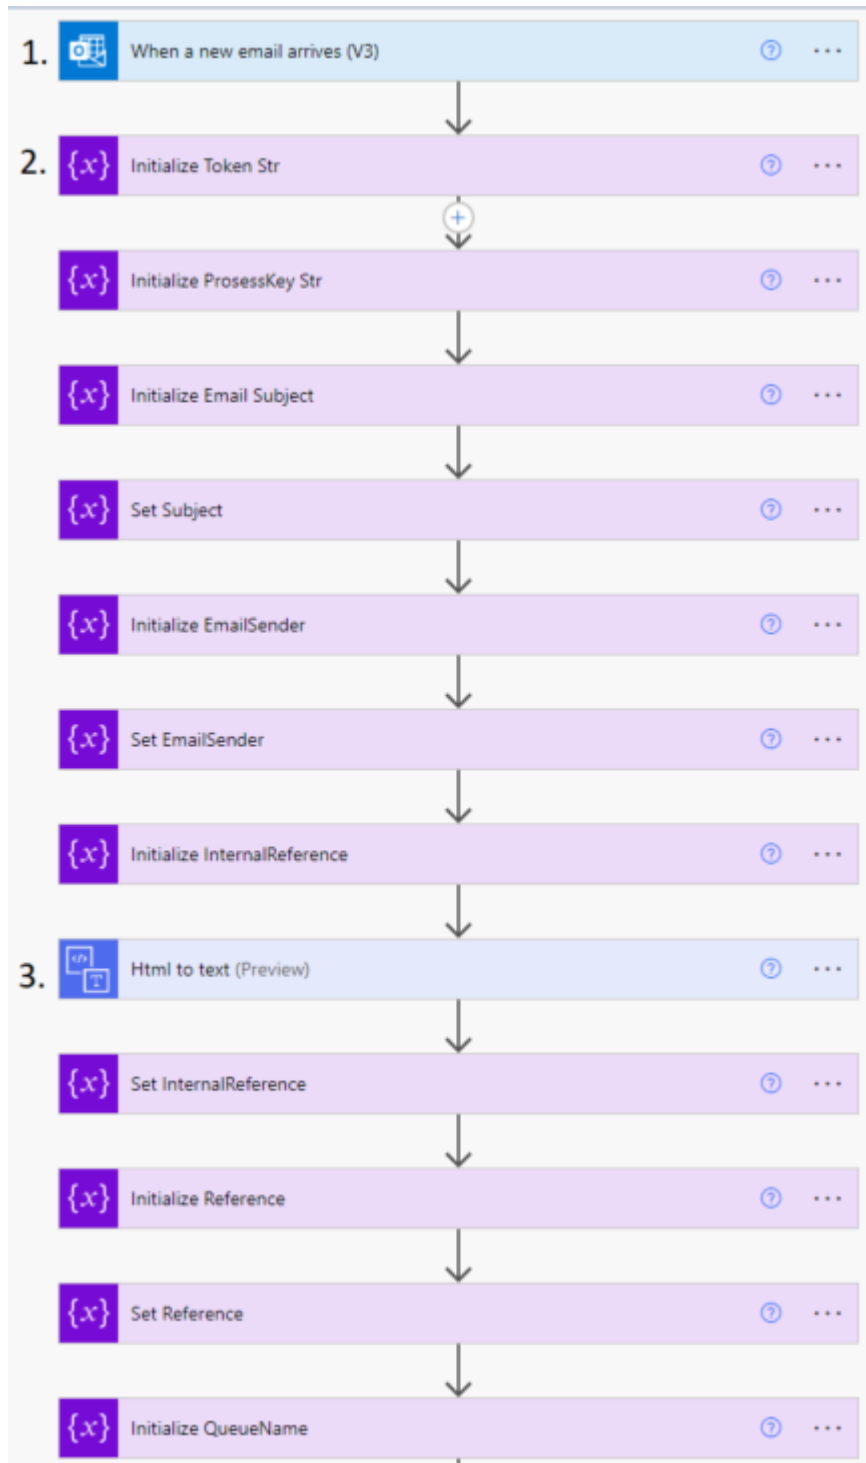 1. When a new email arrives (V3)
2. {x} Initialize Token Str
{x} Initialize ProsessKey Str
{x} Initialize Email Subject
{x} Set Subject
{x} Initialize EmailSender
{x} Set EmailSender
{x} Initialize InternalReference
3. Html to text (Preview)
{x} Set InternalReference
{x} Initialize Reference
{x} Set Reference
{x} Initialize QueueName